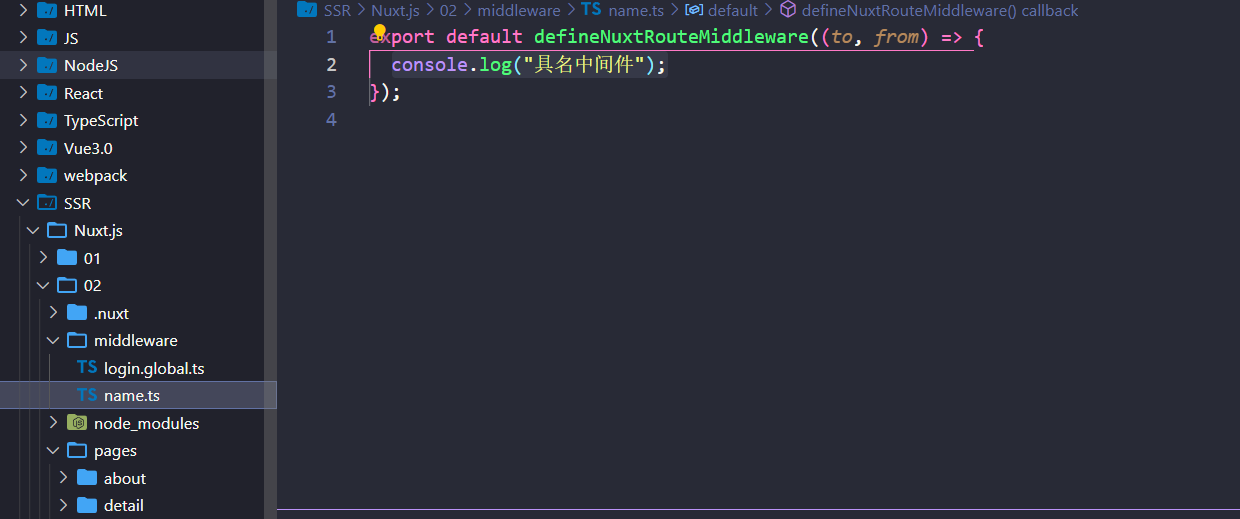 HTML
JS
NodeJS
React
TypeScript
Vue3.0
webpack
SSR
Nuxt.js
01
02
.nuxt
middleware
TS login.global.ts
TS name.ts
node_modules
pages
about
detail
SSR > Nuxt.js > 02 > middleware > TS name.ts > default > defineNuxtRouteMiddleware() callback
1 export default defineNuxtRouteMiddleware((to, from) => {
2 console.log("具名中间件");
3 });
4